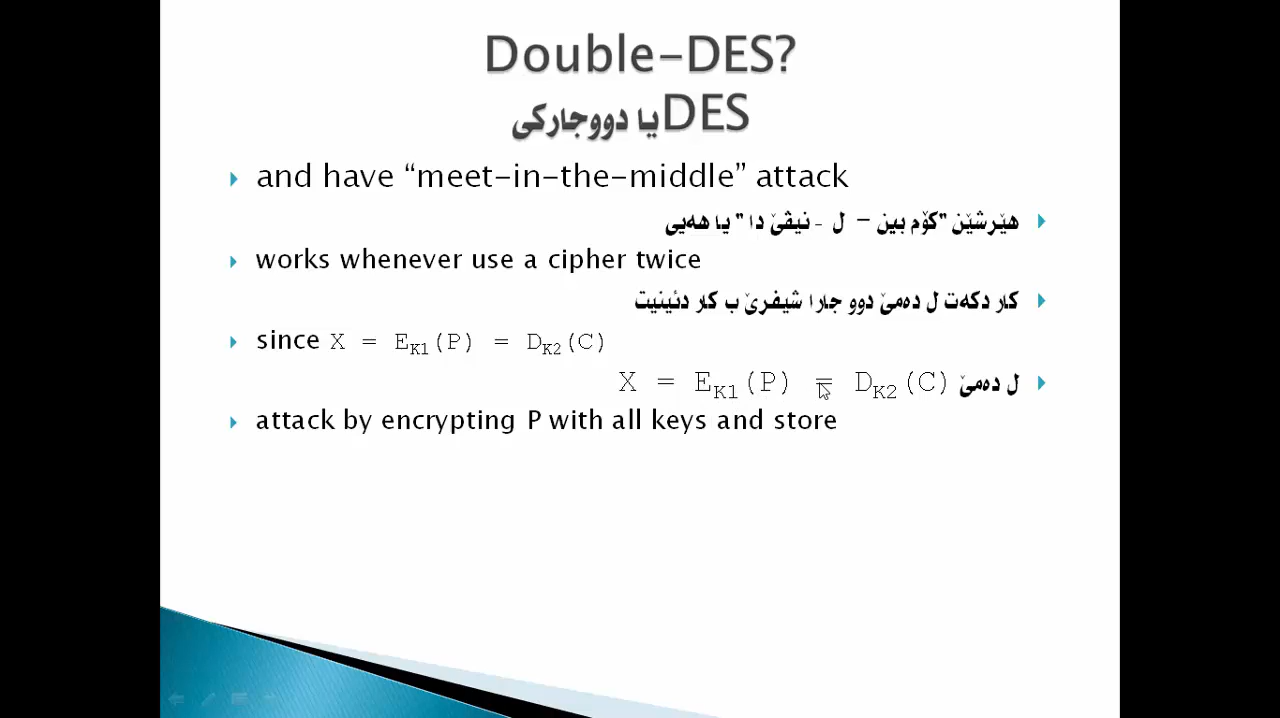 Double-DES?
DES یا دووجارکی
and have “meet-in-the-middle” attack
هێرشێن "کۆم بین – ل - نیڤێ دا " یا هەیی
works whenever use a cipher twice
کار دکەت ل دەمێ دوو جارا شیفرێ ب کار دئینیت
since X = EK1(P) = DK2(C)
ل دەمێ X = EK1(P) = DK2(C)
attack by encrypting P with all keys and store